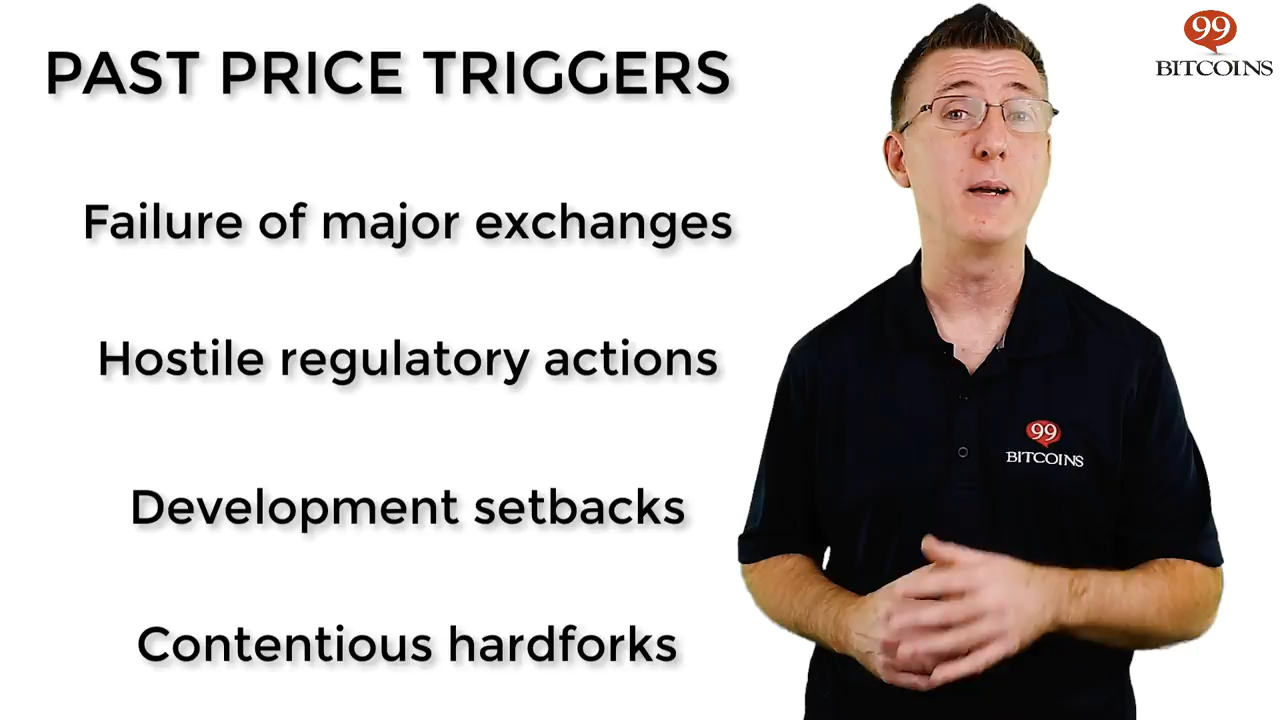 PAST PRICE TRIGGERS
Failure of major exchanges
Hostile regulatory actions
Development setbacks
Contentious hardforks
99
BITCOINS
99
BITCOINS